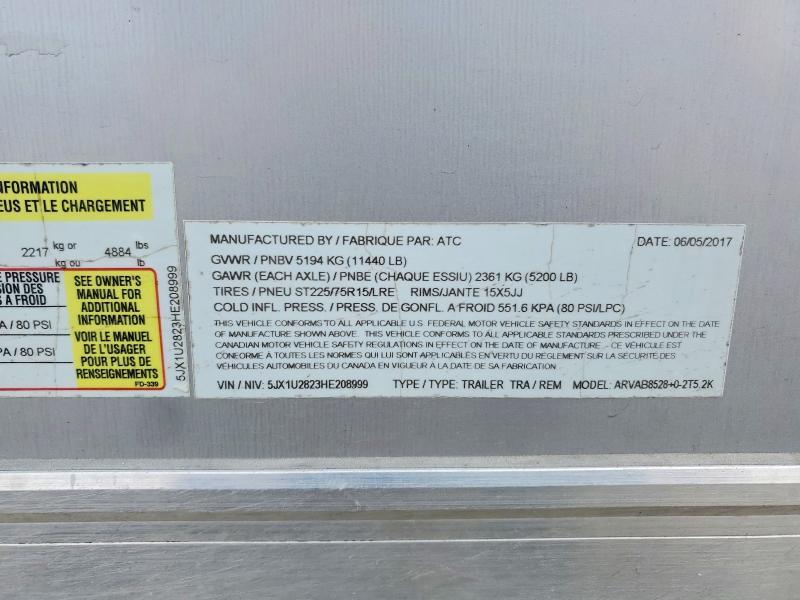 NFORMATION
EUS ET LE CHARGEMENT
2217 kg or 4884 lbs
kg ou lb
E PRESSURE
SION DES
S A FROID
PA / 80 PSI
PA / 80 PSI
SEE OWNER'S
MANUAL FOR
ADDITIONAL
INFORMATION
VOIR LE MANUEL
DE L'USAGER
POUR PLUS DE
RENSEIGNEMENTS
FD-339
5JX1U2823HE208999
MANUFACTURED BY / FABRIQUE PAR: ATC DATE: 06/05/2017
GVWR / PNBV 5194 KG (11440 LB)
GAWR (EACH AXLE) / PNBE (CHAQUE ESSIU) 2361 KG (5200 LB)
TIRES / PNEU ST225/75R15/LRE RIMS/JANTE 15X5JJ
COLD INFL. PRESS. / PRESS. DE GONFL. A FROID 551.6 KPA (80 PSI/LPC)
THIS VEHICLE CONFORMS TO ALL APPLICABLE U.S. FEDERAL MOTOR VEHICLE SAFETY STANDARDS IN EFFECT ON THE DATE
OF MANUFACTURE SHOWN ABOVE. THIS VEHICLE CONFORMS TO ALL APPLICABLE STANDARDS PRESCRIBED UNDER THE
CANADIAN MOTOR VEHICLE SAFETY REGULATIONS IN EFFECT ON THE DATE OF MANUFACTURE - CE VÉHICULE EST
CONFORME À TOUTES LES NORMES QUI LUI SONT APPLICABLES EN VERTU DU RÈGLEMENT SUR LA SÉCURITÉ DES
VÉHICULES AUTOMOBILES DU CANADA EN VIGUEUR A LA DATE DE SA FABRICATION.
VIN / NIV: 5JX1U2823HE208999 TYPE / TYPE: TRAILER TRA / REM MODEL: ARVAB8528+0-2T5.2K